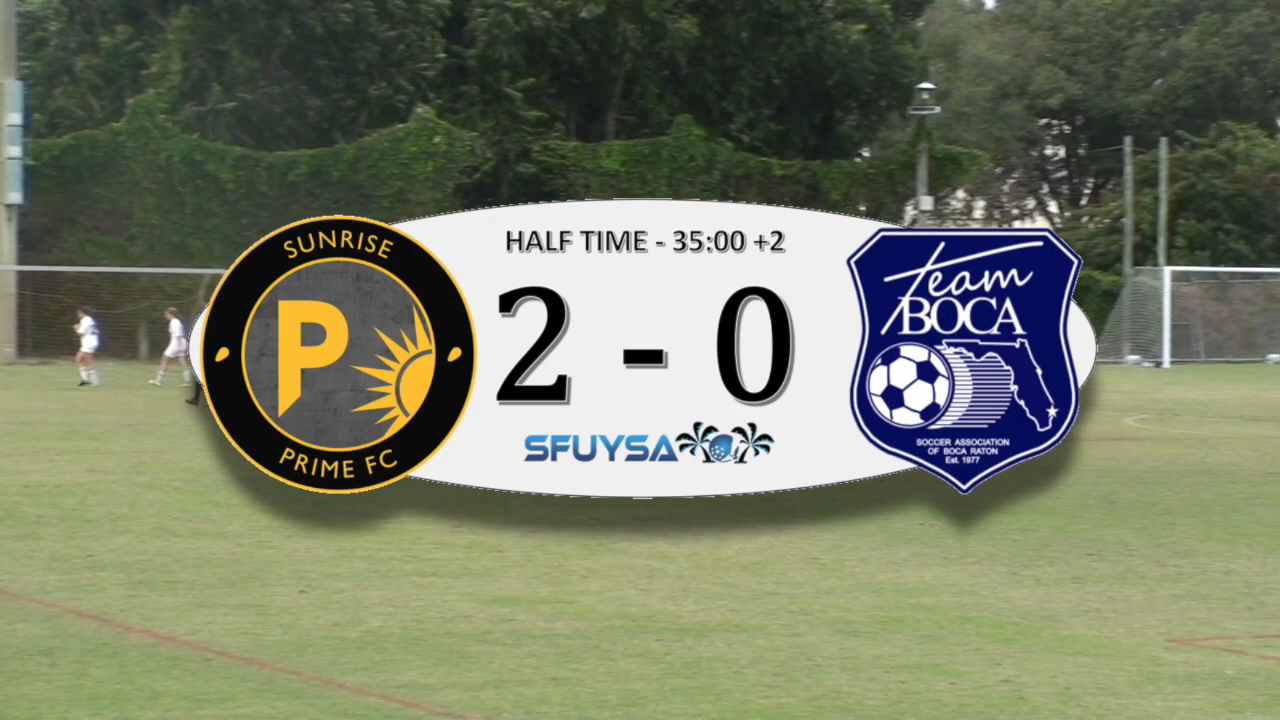 SUNRISE
P
PRIME FC
HALF TIME - 35:00 +2
2 - 0
SFUYSA
Team
BOCA
SOCCER ASSOCIATION
OF BOCA RATON
Est. 1977